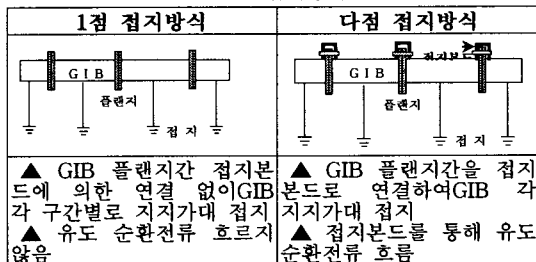 1점 접지방식
다점 접지방식
GIB
플랜지
접 지
접지본드
GIB
플랜지
접 지
▲ GIB 플랜지간 접지본
드에 의한 연결 없이GIB
각 구간별로 지지가대 접지
▲ 유도 순환전류 흐르지
않음
▲ GIB 플랜지간을 접지
본드로 연결하여GIB 각
지지가대 접지
▲ 접지본드를 통해 유도
순환전류 흐름